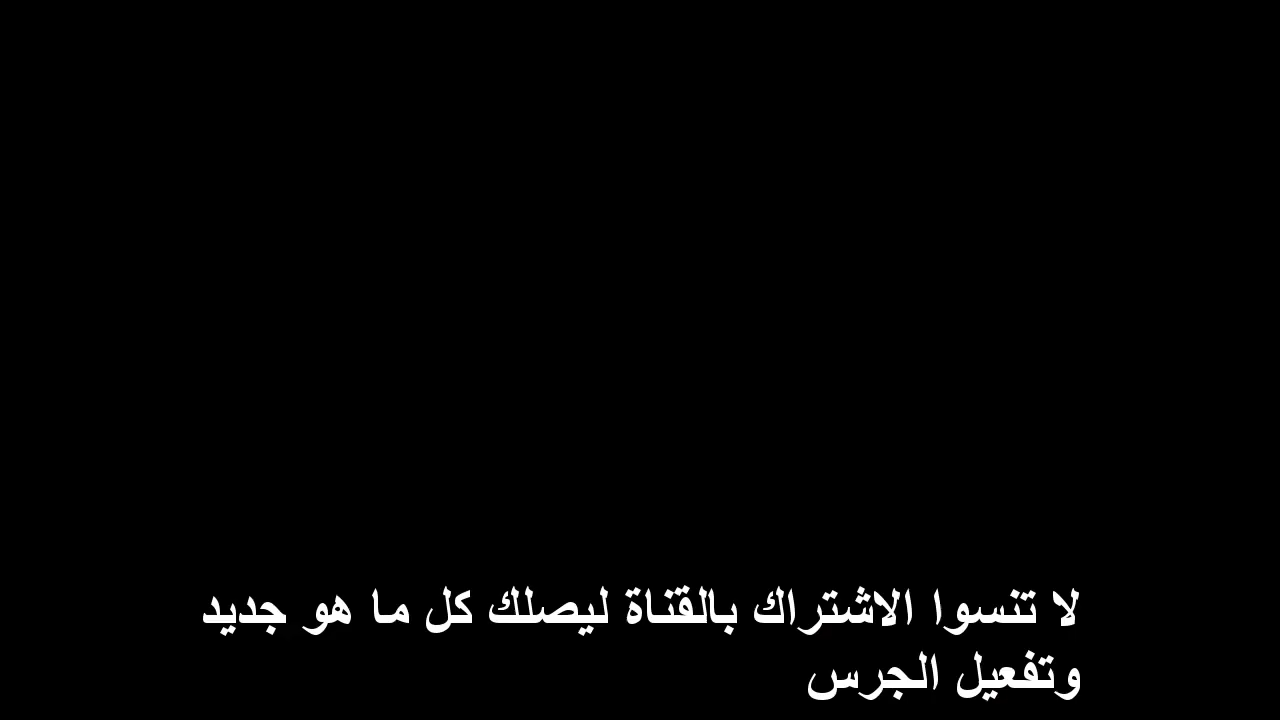 لا تنسوا الاشتراك بالقناة ليصلك كل ما هو جديد
وتفعيل الجرس